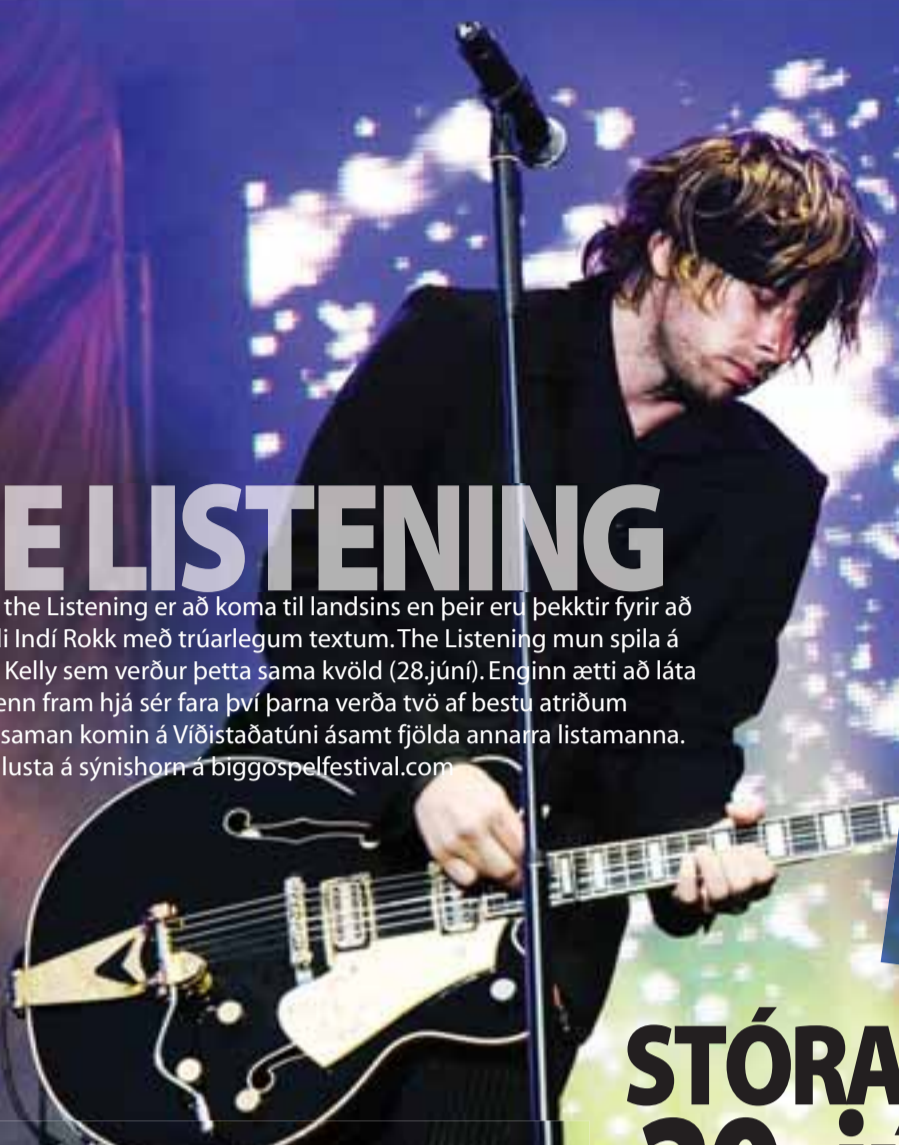 E LISTENING
the Listening er að koma til landsins en þeir eru þekktir fyrir að
li Indí Rokk með trúarlegum textum. The Listening mun spila á
Kelly sem verður þetta sama kvöld (28.júní). Enginn ætti að láta
enn fram hjá sér fara því þarna verða tvö af bestu atriðum
saman komin á Víðistaðatúni ásamt fjölda annarra listamanna.
lusta á sýnishorn á biggospelfestival.com
STÓRA